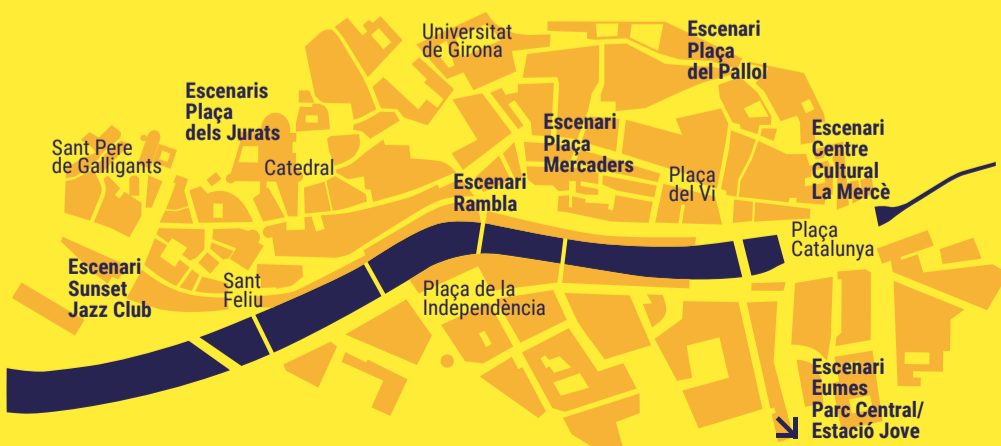 Universitat
de Girona
Escenari
Plaça
del Pallol
Escenaris
Plaça
dels Jurats
Escenari
Plaça
Mercaders
Escenari
Centre
Cultural
La Mercè
Sant Pere
de Galligants
Catedral
Escenari
Rambla
Plaça
del Vi
Plaça
Catalunya
Escenari
Sunset
Jazz Club
Sant
Feliu
Plaça de la
Independència
Escenari
Eumes
Parc Central/
Estació Jove